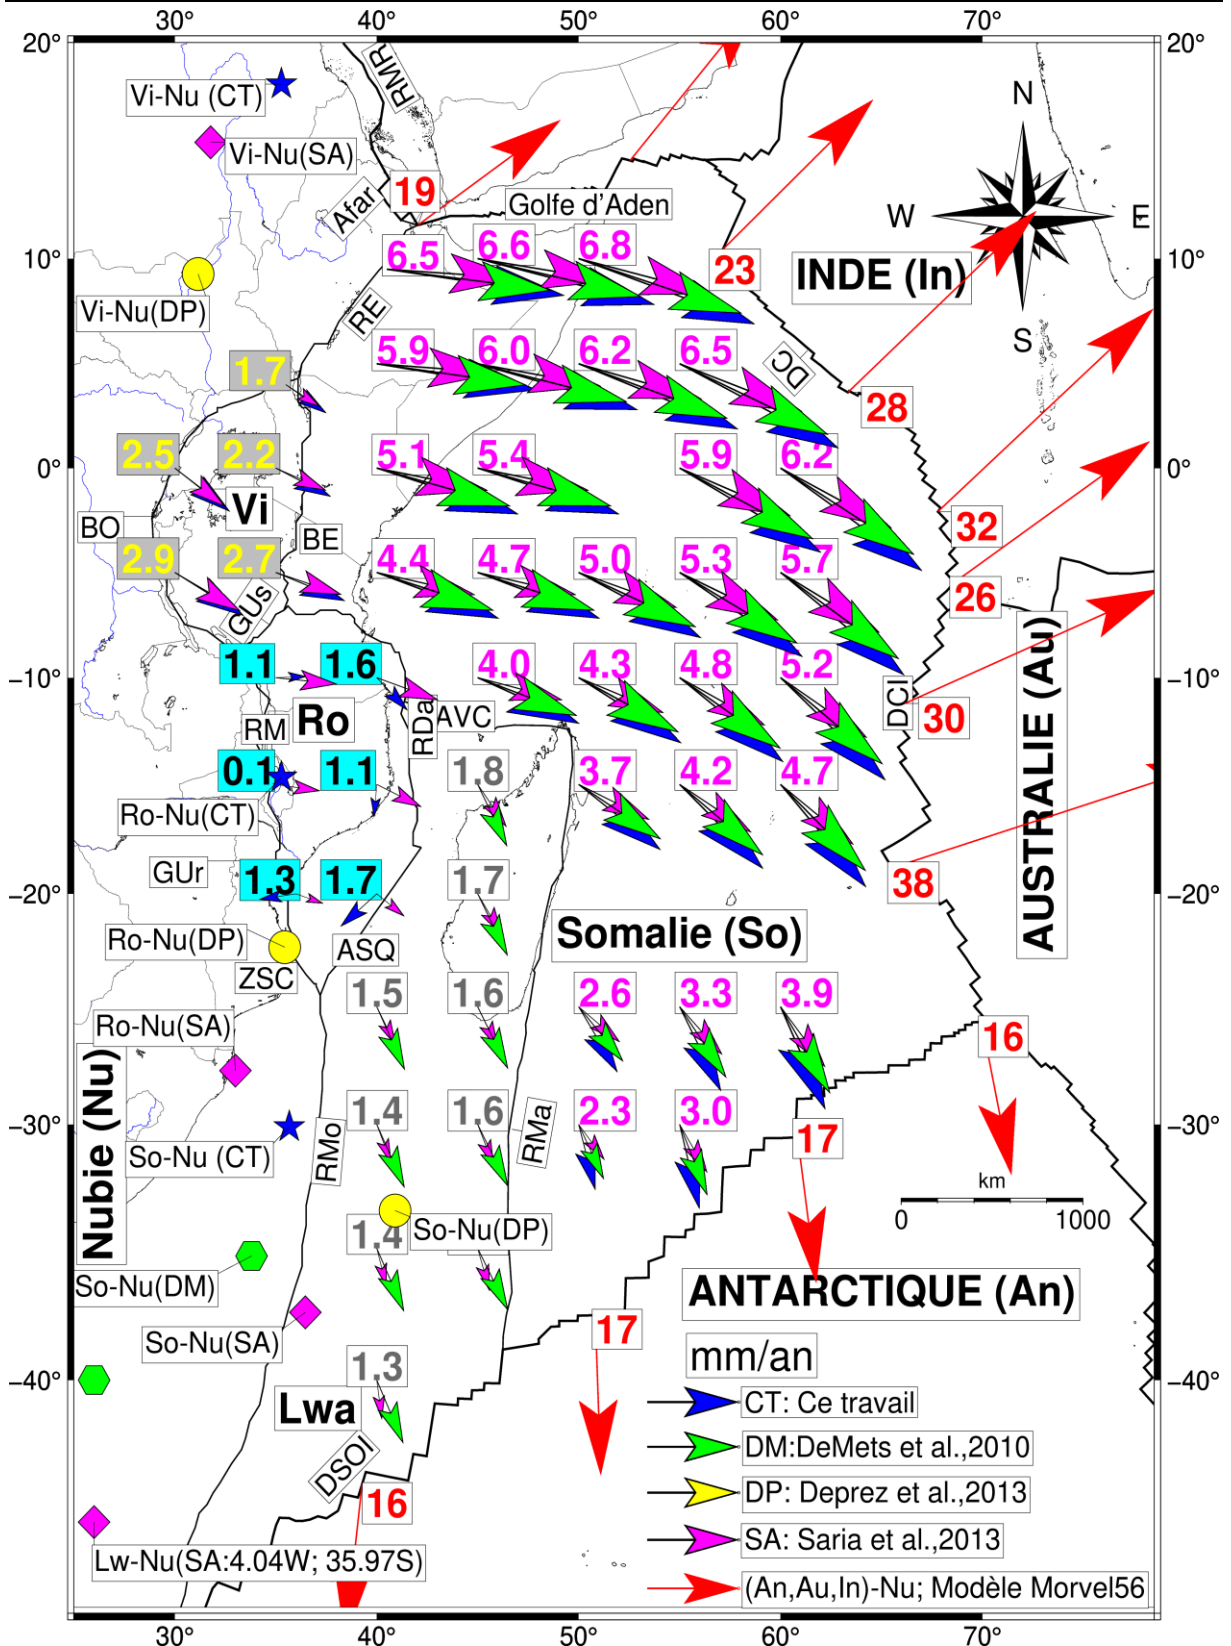 30° 40° 50° 60° 70°
20° 20°
Vi-Nu (CT)
RMR
N
Vi-Nu(SA)
Afar
19
Golfe d'Aden
W E
6.5 6.6 6.8
10° 10°
23
INDE (In)
Vi-Nu(DP)
RE
S
5.9 6.0 6.2 6.5
DC
1.7
28
2.5 2.2 5.1 5.4 5.9 6.2
0° 0°
Vi
BO
BE
32
2.9 2.7 4.4 4.7 5.0 5.3 5.7
GUs
26
AUSTRALIE (Au)
1.1 1.6 4.0 4.3 4.8 5.2
−10° −10°
RM
Ro
RDa
AVC
DCI
30
0.1 1.1 1.8 3.7 4.2 4.7
Ro-Nu(CT)
GUr
1.3 1.7 1.7
38
−20° −20°
Ro-Nu(DP)
ASQ
Somalie (So)
ZSC
1.5 1.6 2.6 3.3 3.9
Ro-Nu(SA)
16
Nubie (Nu)
1.4 1.6 2.3 3.0
−30° −30°
17
So-Nu (CT)
RMo
RMa
km
0 1000
1.4
So-Nu(DP)
So-Nu(DM)
ANTARCTIQUE (An)
So-Nu(SA)
17
mm/an
1.3
−40° −40°
Lwa
CT: Ce travail
DM:DeMets et al.,2010
DSOI
16
DP: Deprez et al.,2013
SA: Saria et al.,2013
Lw-Nu(SA:4.04W; 35.97S)
(An,Au,In)-Nu; Modèle Morvel56
30° 40° 50° 60° 70°